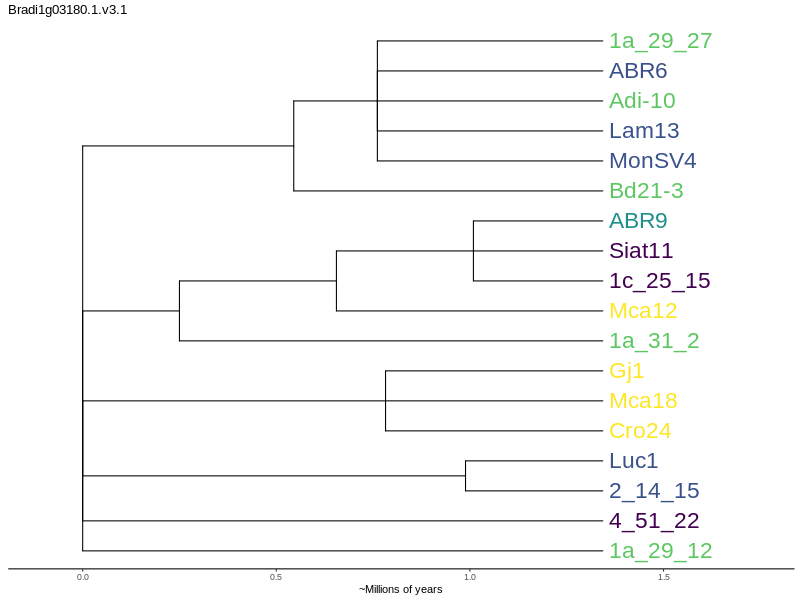 Bradi1g03180.1.v3.1
1a_29_27
ABR6
Adi-10
Lam13
MonSV4
Bd21-3
ABR9
Siat11
1c_25_15
Mca12
1a_31_2
Gj1
Mca18
Cro24
Luc1
2_14_15
4_51_22
1a_29_12
0.0 0.5 1.0 1.5
~Millions of years